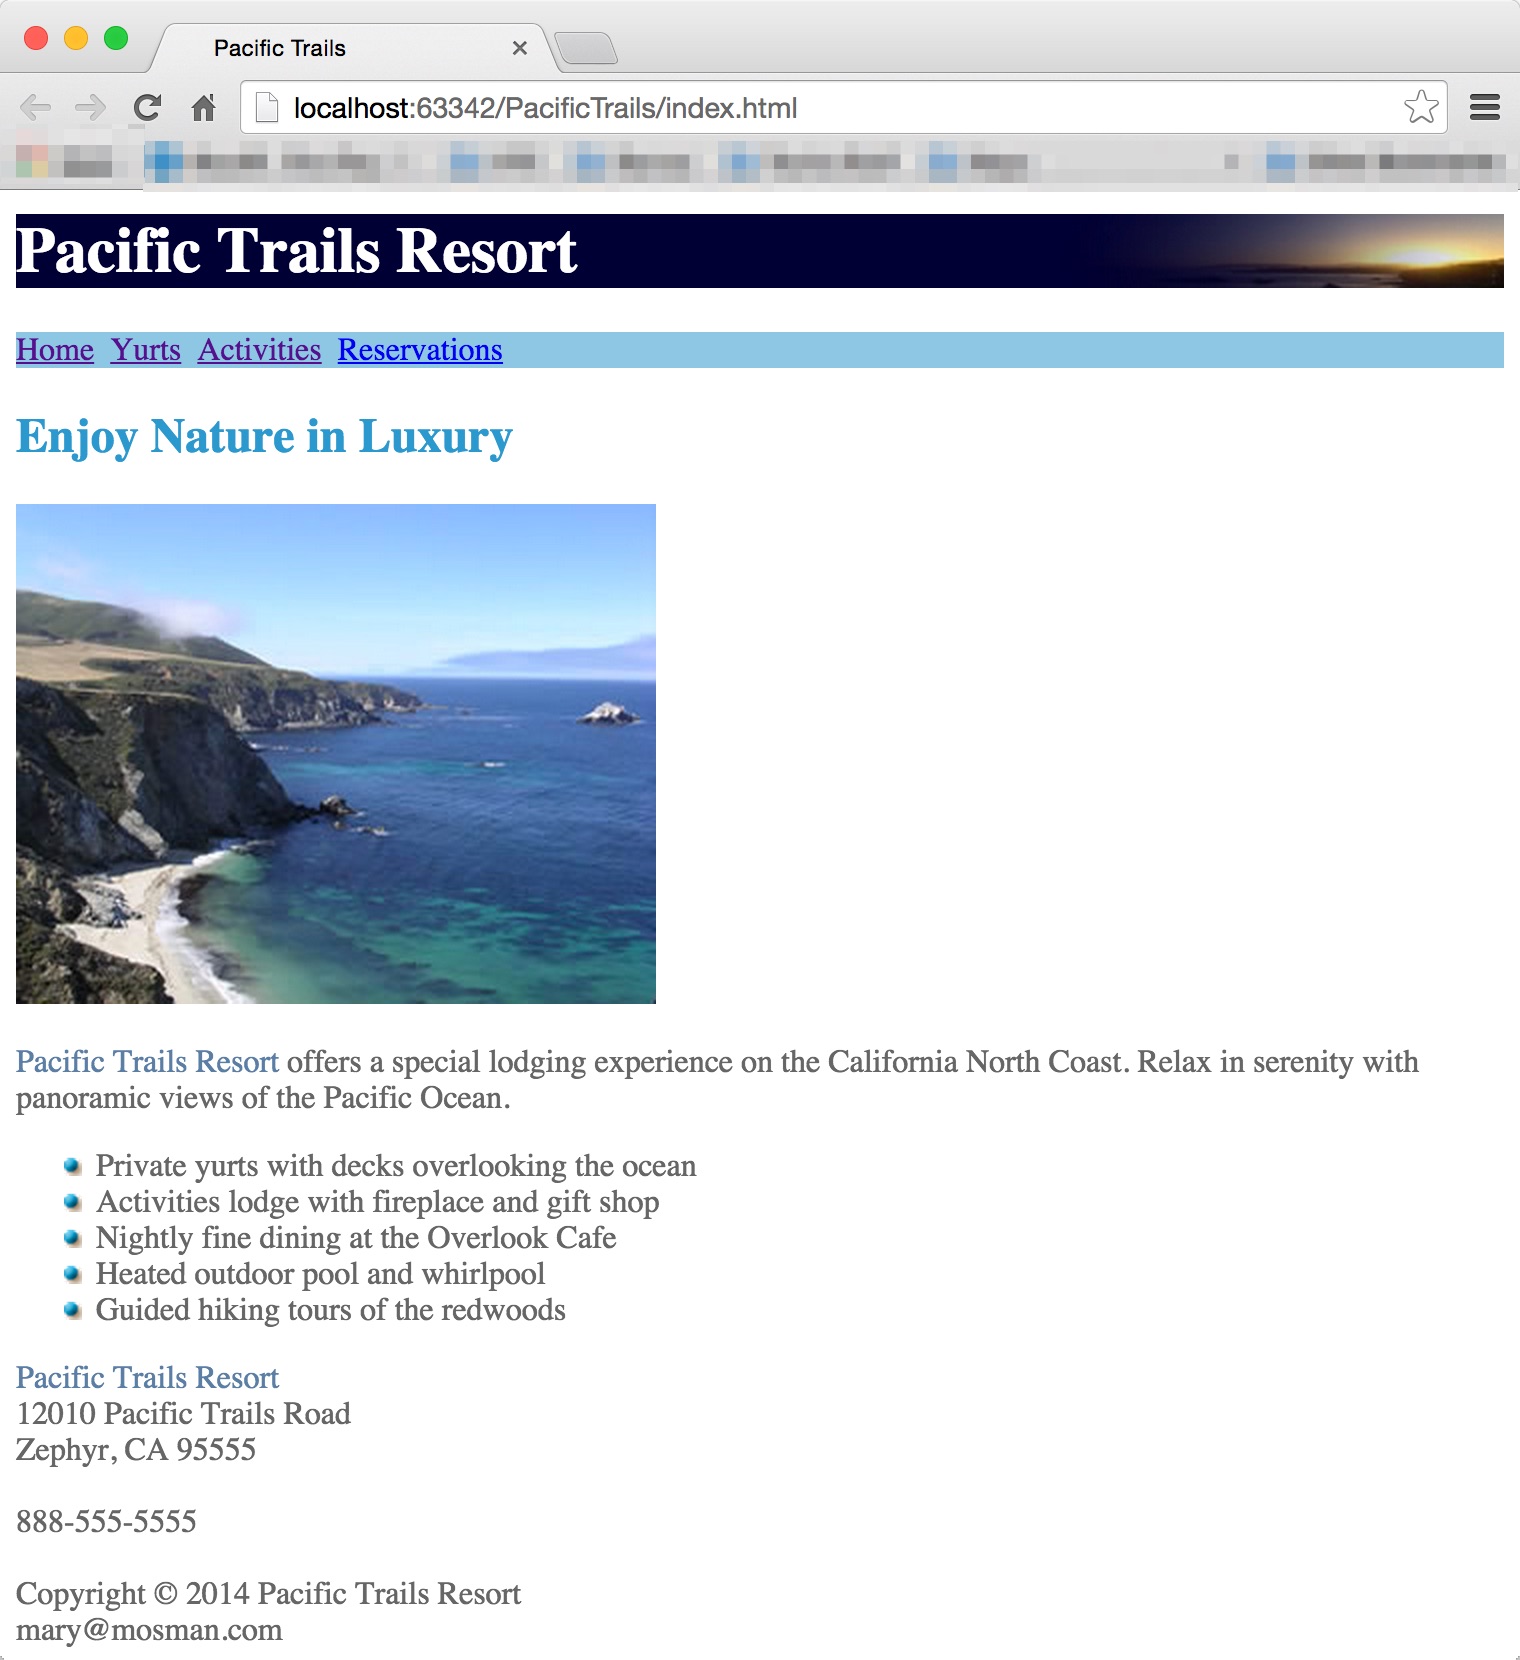 Pacific Trails
localhost:63342/PacificTrails/index.html
Pacific Trails Resort
Home Yurts Activities Reservations
Enjoy Nature in Luxury
Pacific Trails Resort offers a special lodging experience on the California North Coast. Relax in serenity with
panoramic views of the Pacific Ocean.
Private yurts with decks overlooking the ocean
Activities lodge with fireplace and gift shop
Nightly fine dining at the Overlook Cafe
Heated outdoor pool and whirlpool
Guided hiking tours of the redwoods
Pacific Trails Resort
12010 Pacific Trails Road
Zephyr, CA 95555
888-555-5555
Copyright © 2014 Pacific Trails Resort
mary@mosman.com